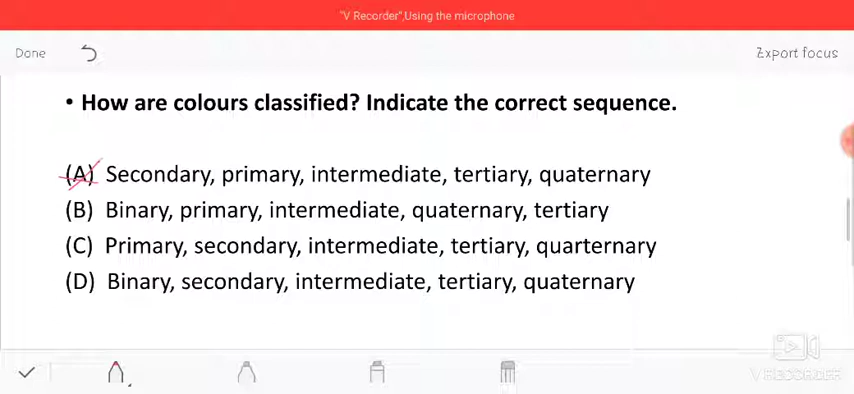 "V Recorder",Using the microphone
Done
Export focus
• How are colours classified? Indicate the correct sequence.
(A) Secondary, primary, intermediate, tertiary, quaternary
(B) Binary, primary, intermediate, quaternary, tertiary
(C) Primary, secondary, intermediate, tertiary, quarternary
(D) Binary, secondary, intermediate, tertiary, quaternary
V RECORDER